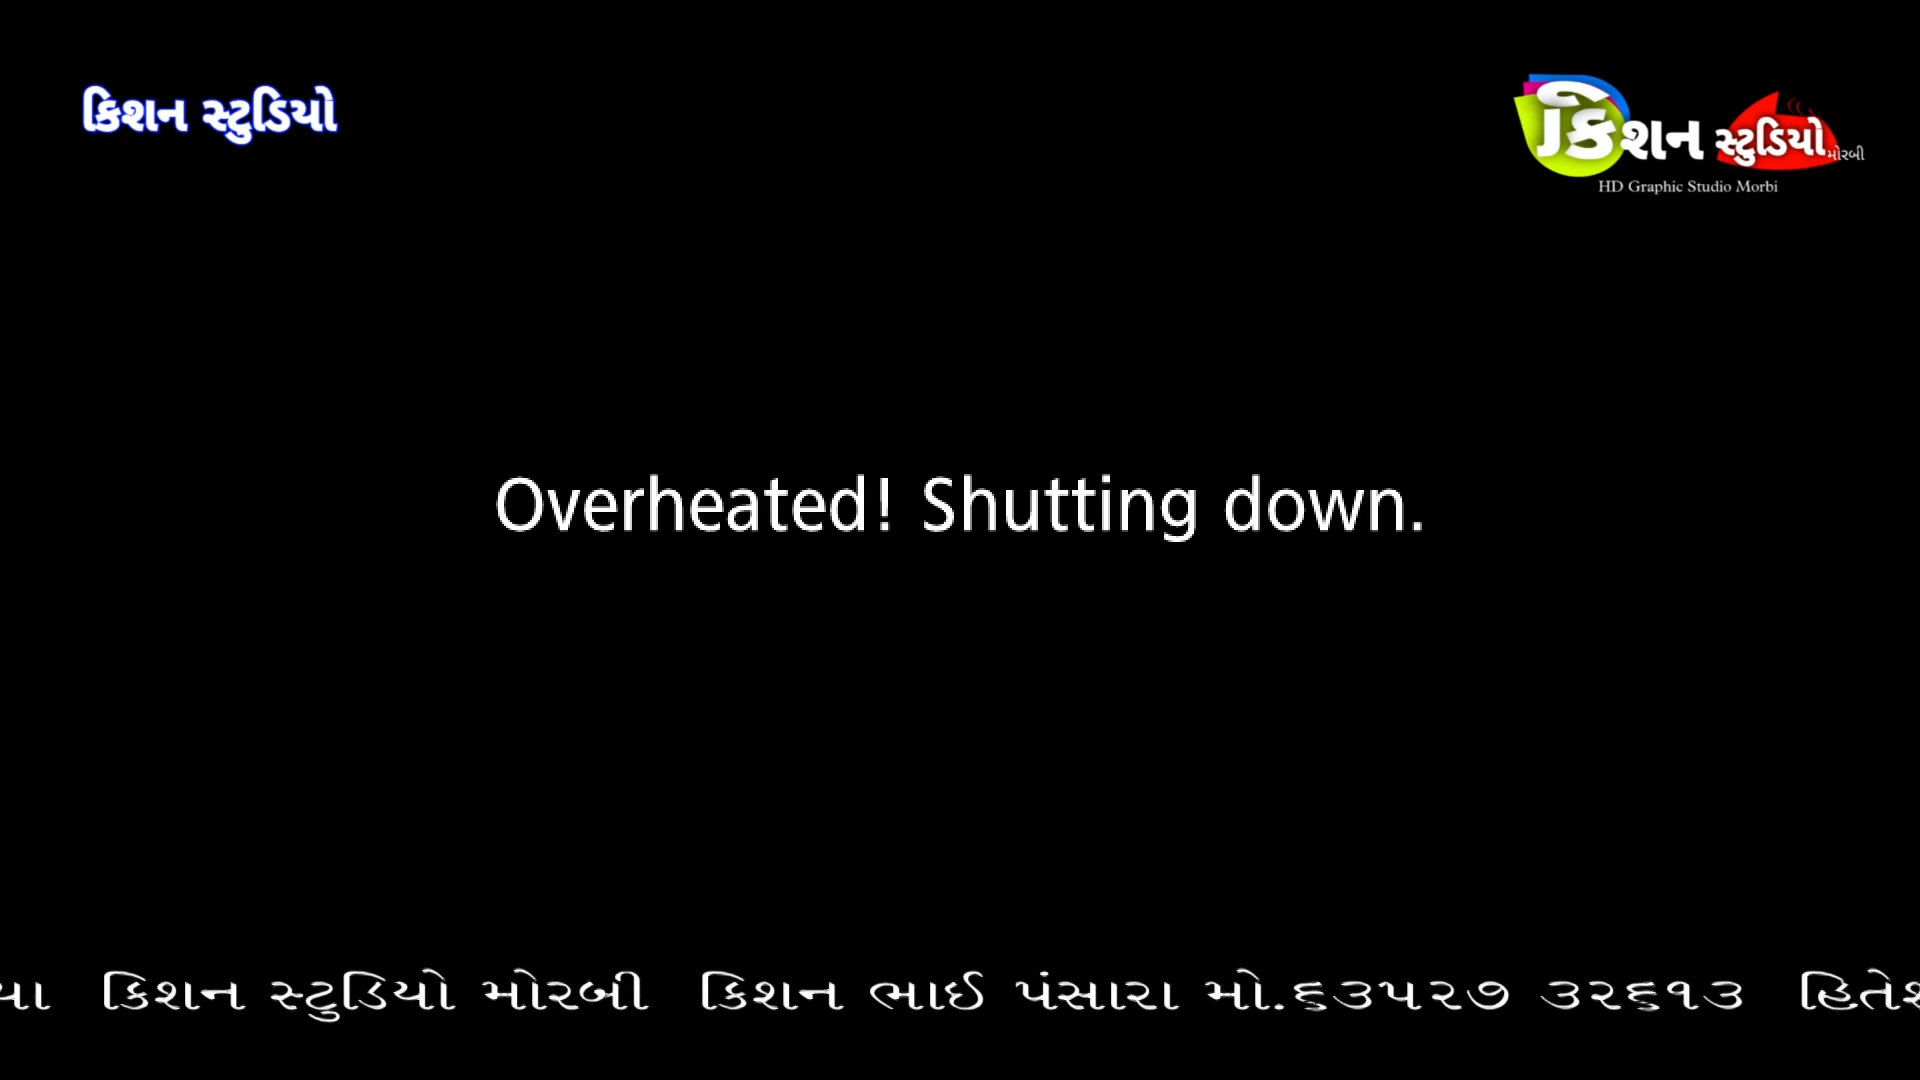 કિશન સ્ટુડિયો
કિશન સ્ટુડિયો મોરબી
HD Graphic Studio Morbi
Overheated! Shutting down.
યા કિશન સ્ટુડિયો મોરબી કિશન ભાઈ પંસારા મો.૬૩૫૨૭ ૩૨૬૧૩ હિતેશ